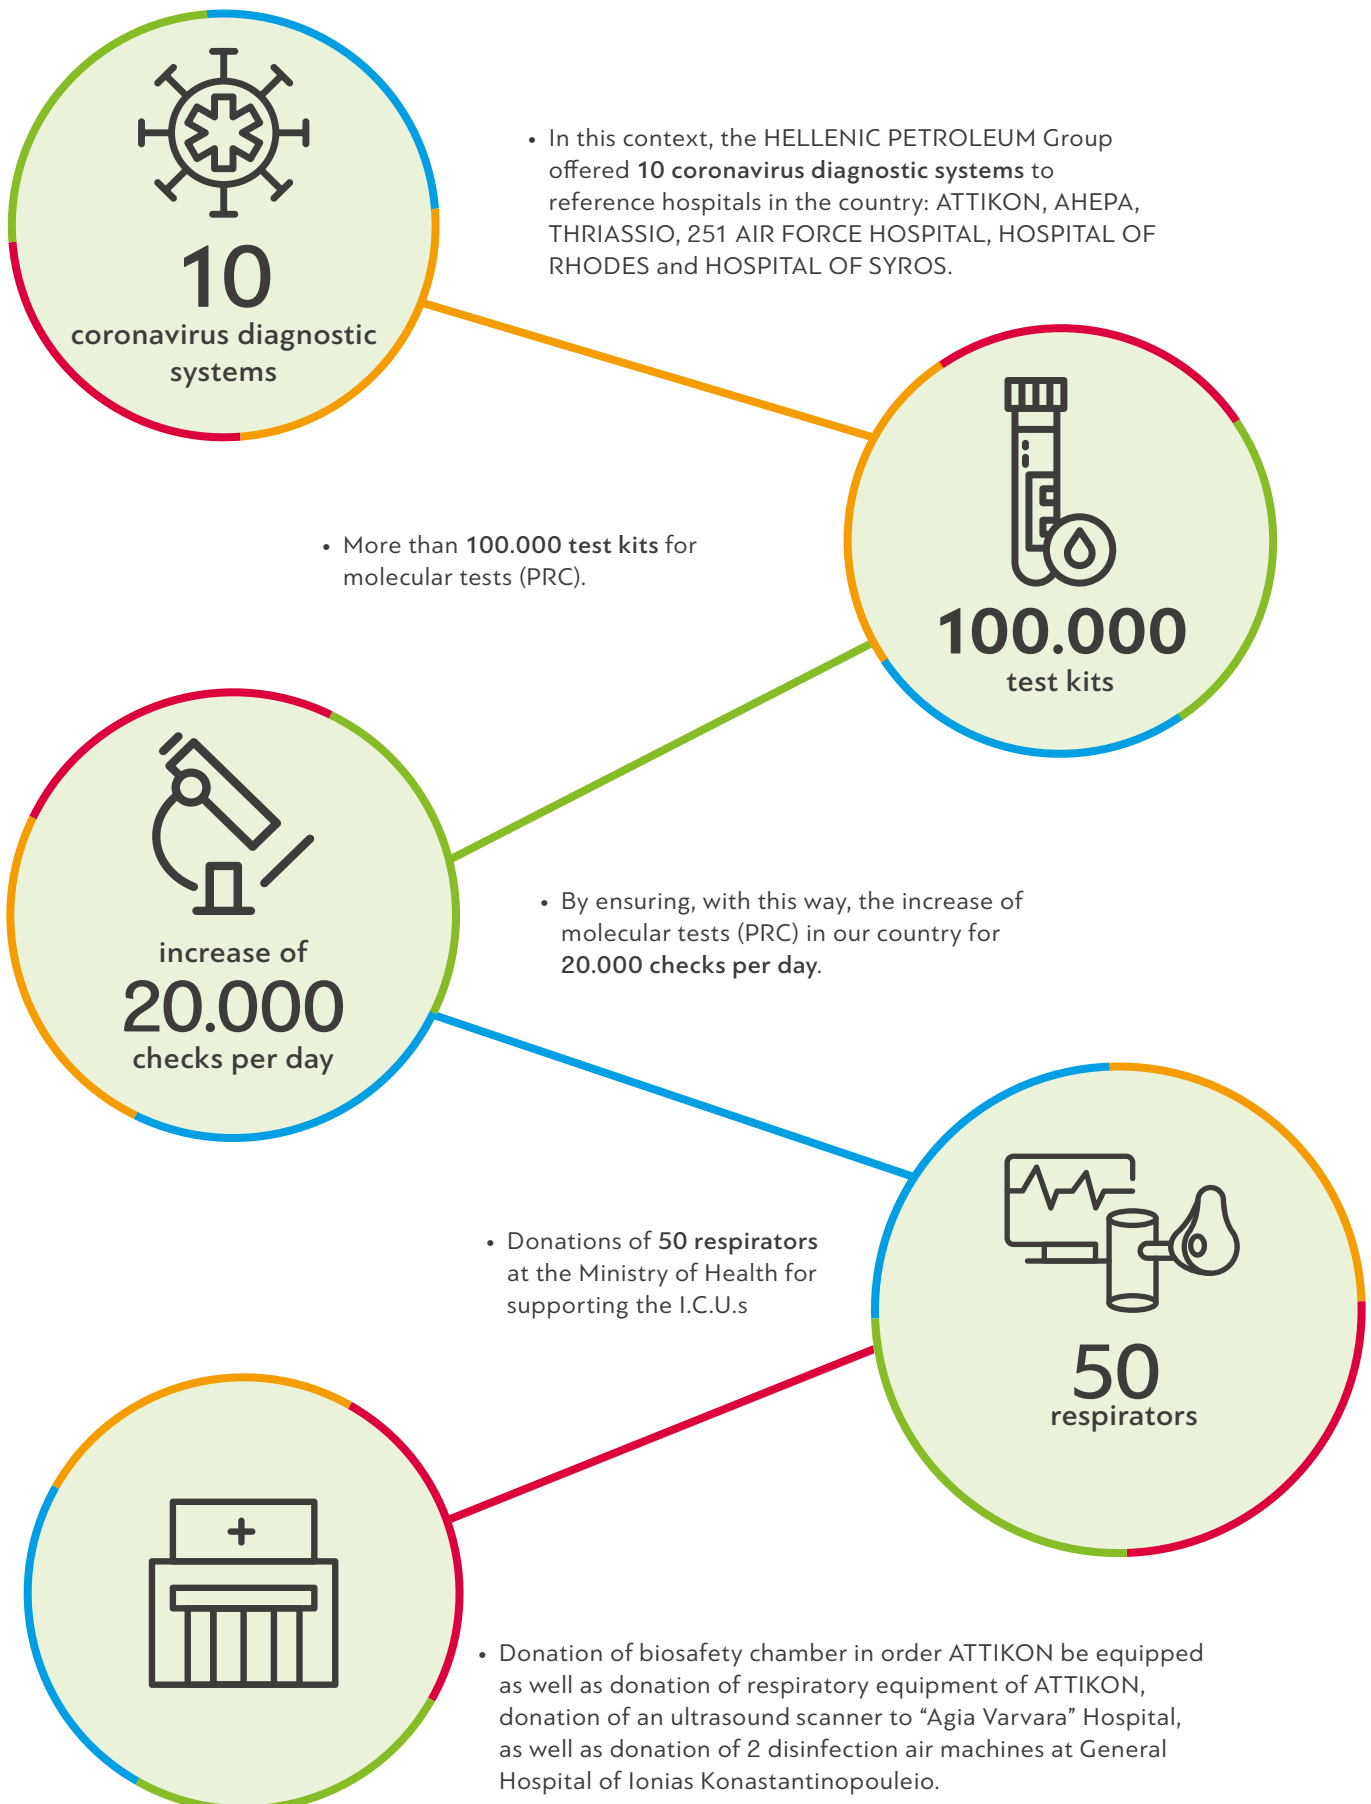 • In this context, the HELLENIC PETROLEUM Group
offered 10 coronavirus diagnostic systems to
reference hospitals in the country: ATTIKON, AHEPA,
THRIASSIO, 251 AIR FORCE HOSPITAL, HOSPITAL OF
RHODES and HOSPITAL OF SYROS.
10
coronavirus diagnostic
systems
• More than 100.000 test kits for
molecular tests (PRC).
100.000
test kits
increase of
20.000
checks per day
• By ensuring, with this way, the increase of
molecular tests (PRC) in our country for
20.000 checks per day.
• Donations of 50 respirators
at the Ministry of Health for
supporting the I.C.U.s
50
respirators
• Donation of biosafety chamber in order ATTIKON be equipped
as well as donation of respiratory equipment of ATTIKON,
donation of an ultrasound scanner to “Agia Varvara” Hospital,
as well as donation of 2 disinfection air machines at General
Hospital of Ionias Konastantinopouleio.